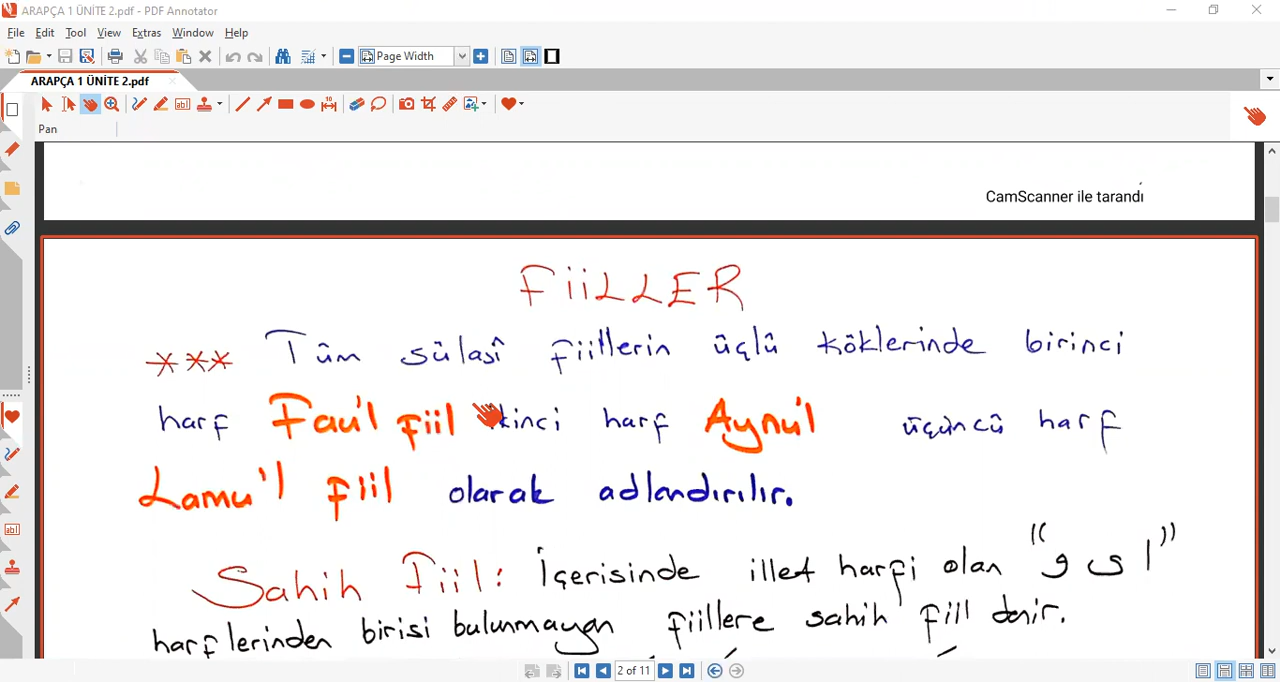 ARAPÇA 1 ÜNİTE 2.pdf - PDF Annotator
File Edit Tool View Extras Window Help
Page Width
ARAPÇA 1 ÜNİTE 2.pdf
Pan
CamScanner ile tarandı
FiiLLER
*** Tüm sülasî fiillerin üçlü köklerinde birinci
harf Fau'l fiil ikinci harf Aynu'l üçüncü harf
Lamu'l fiil olarak adlandırılır.
Sahih Fiil: İçerisinde illet harfi olan "ا ى و"
harflerinden birisi bulunmayan fiillere sahih fiil denir.
2 of 11